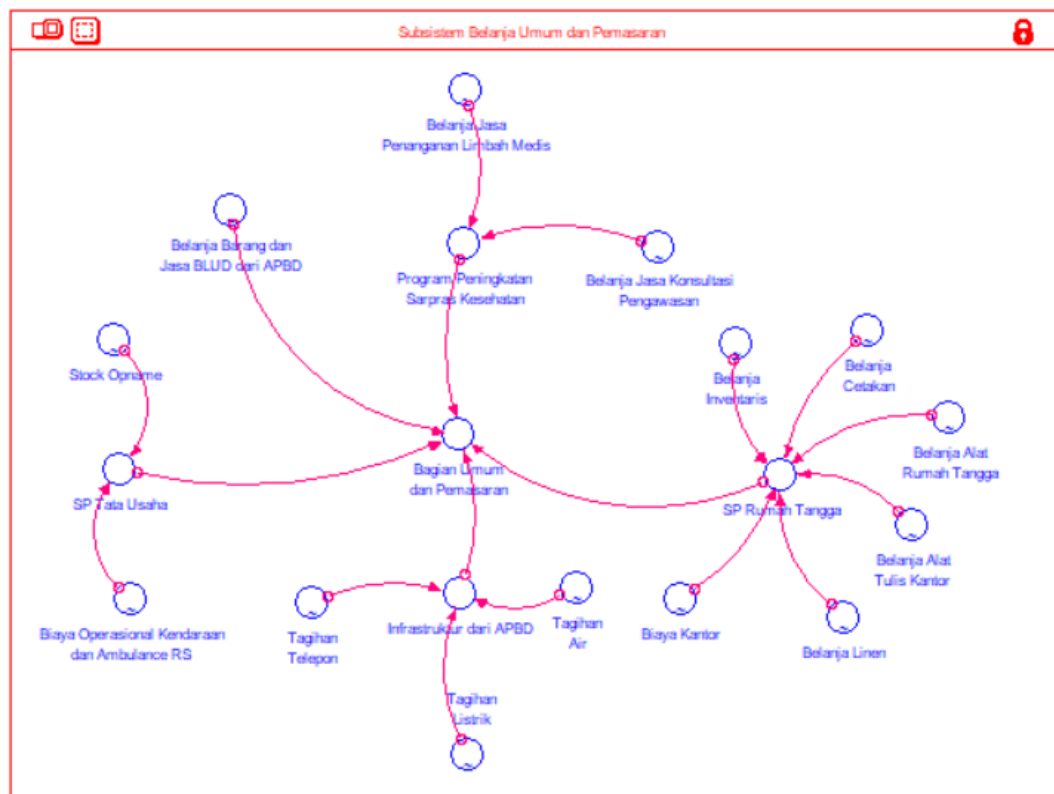 Subsistem Belanja Umum dan Pemasaran
Belanja Jasa
Penanganan Limbah Medis
Belanja Barang dan
Jasa BLUD dari APBD
Program Peningkatan
Sarpras Kesehatan
Belanja Jasa Konsultasi
Pengawasan
Stock Opname
Belanja
Inventaris
Belanja
Cetakan
Belanja Alat
Rumah Tangga
Bagian Umum
dan Pemasaran
SP Tata Usaha
SP Rumah Tangga
Belanja Alat
Tulis Kantor
Biaya Operasional Kendaraan
dan Ambulance RS
Tagihan
Telepon
Infrastruktur dari APBD
Tagihan
Air
Biaya Kantor
Belanja Linen
Tagihan
Listrik